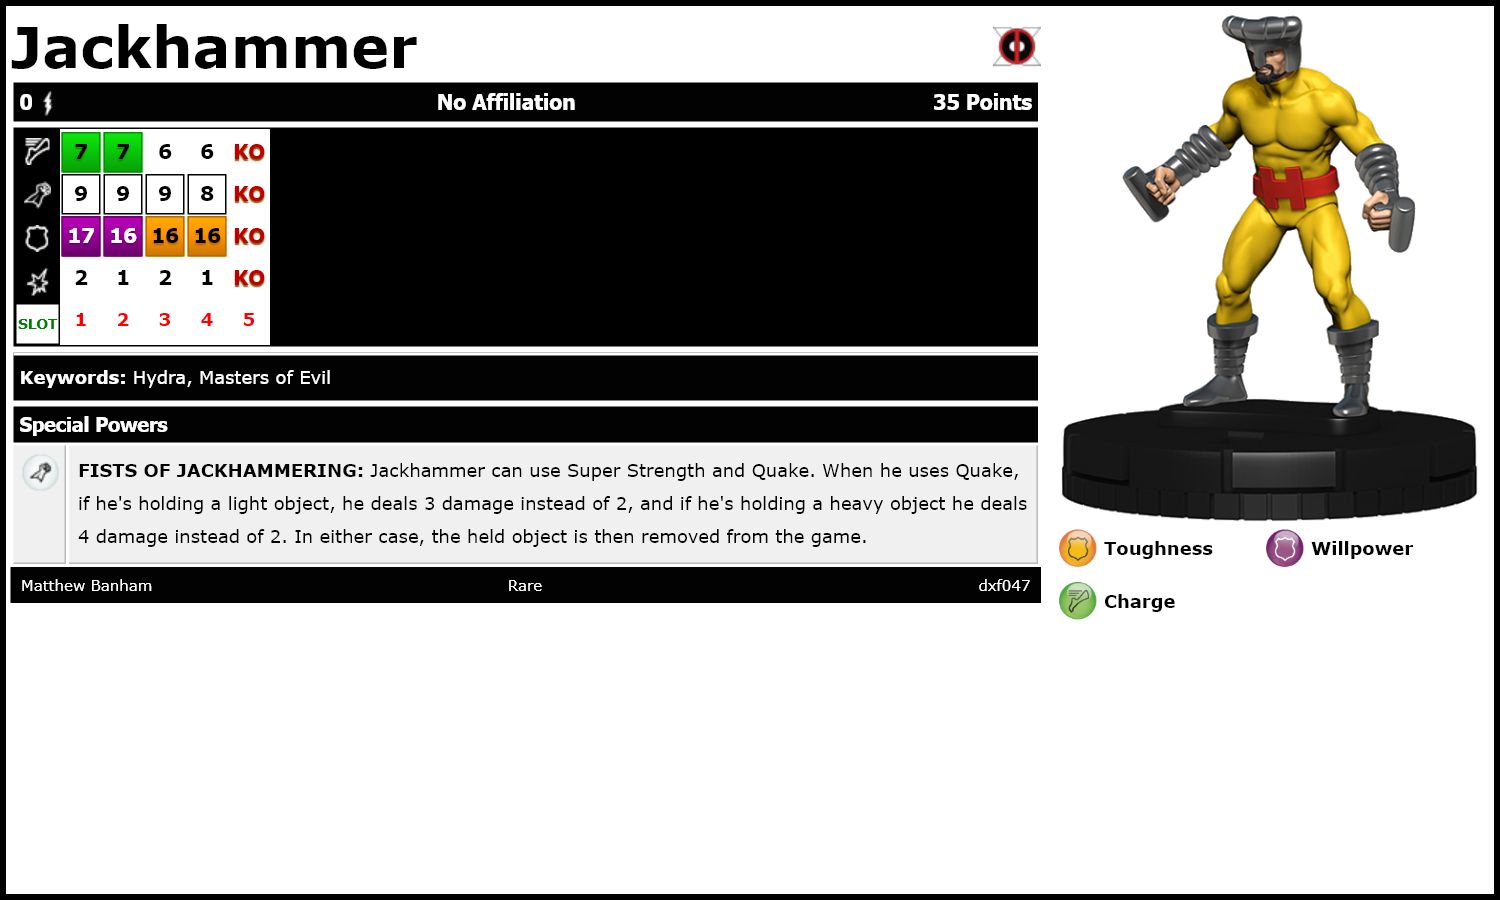 Jackhammer
0 No Affiliation 35 Points
7 7 6 6 KO
9 9 9 8 KO
17 16 16 16 KO
2 1 2 1 KO
SLOT 1 2 3 4 5
Keywords: Hydra, Masters of Evil
Special Powers
FISTS OF JACKHAMMERING: Jackhammer can use Super Strength and Quake. When he uses Quake,
if he's holding a light object, he deals 3 damage instead of 2, and if he's holding a heavy object he deals
4 damage instead of 2. In either case, the held object is then removed from the game.
Matthew Banham Rare dxf047
Toughness Willpower
Charge